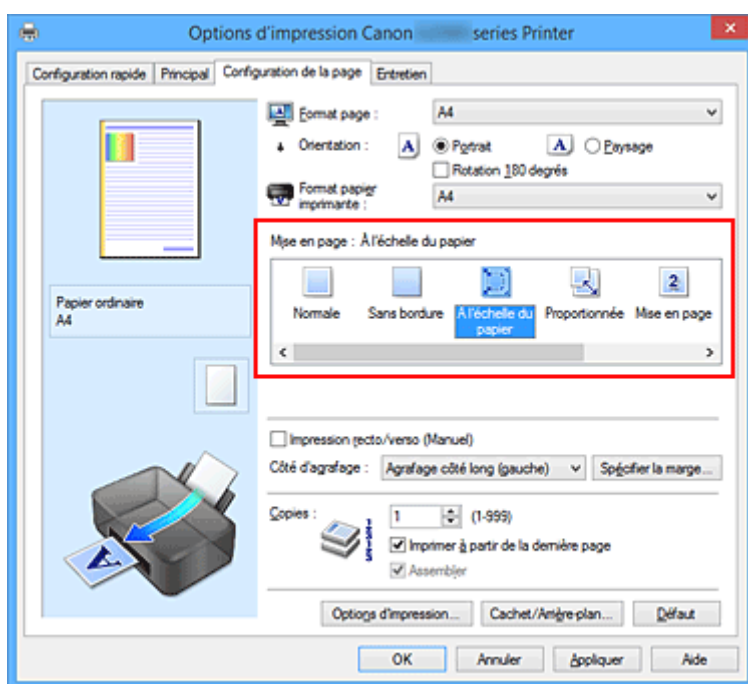 Options d'impression Canon series Printer
Configuration rapide Principal Configuration de la page Entretien
Format page : A4
Orientation : A Portrait A Paysage
Rotation 180 degrés
Format papier imprimante : A4
Mise en page : À l'échelle du papier
Normale Sans bordure À l'échelle du papier Proportionnée Mise en page
Papier ordinaire
A4
Impression recto/verso (Manuel)
Côté d'agrafage : Agrafage côté long (gauche) Spécifier la marge...
Copies : 1 (1-999)
Imprimer à partir de la dernière page
Assembler
Options d'impression... Cachet/Arrière-plan... Défaut
OK Annuler Appliquer Aide